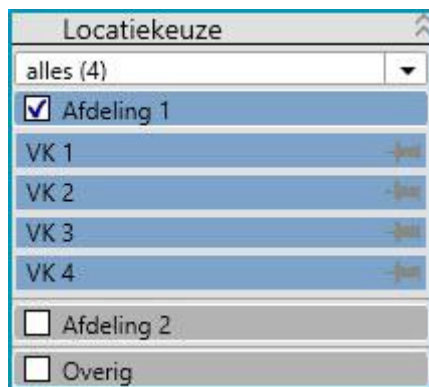 Locatiekeuze
alles (4)
Afdeling 1
VK 1
VK 2
VK 3
VK 4
Afdeling 2
Overig